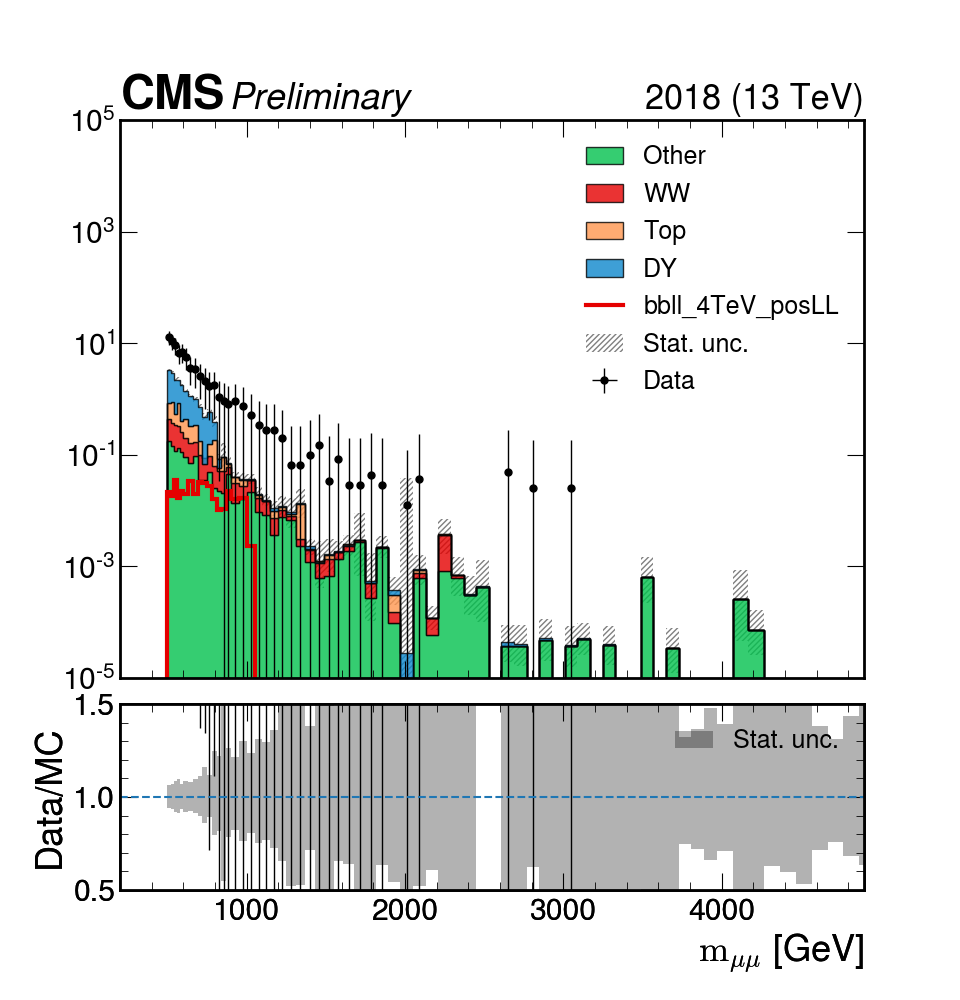 CMS Preliminary 2018 (13 TeV)
10^5
10^3
10^1
10^-1
10^-3
10^-5
Other
WW
Top
DY
bbll_4TeV_posLL
Stat. unc.
Data
1.5
1.0
0.5
Data/MC
Stat. unc.
1000 2000 3000 4000
m_μμ [GeV]